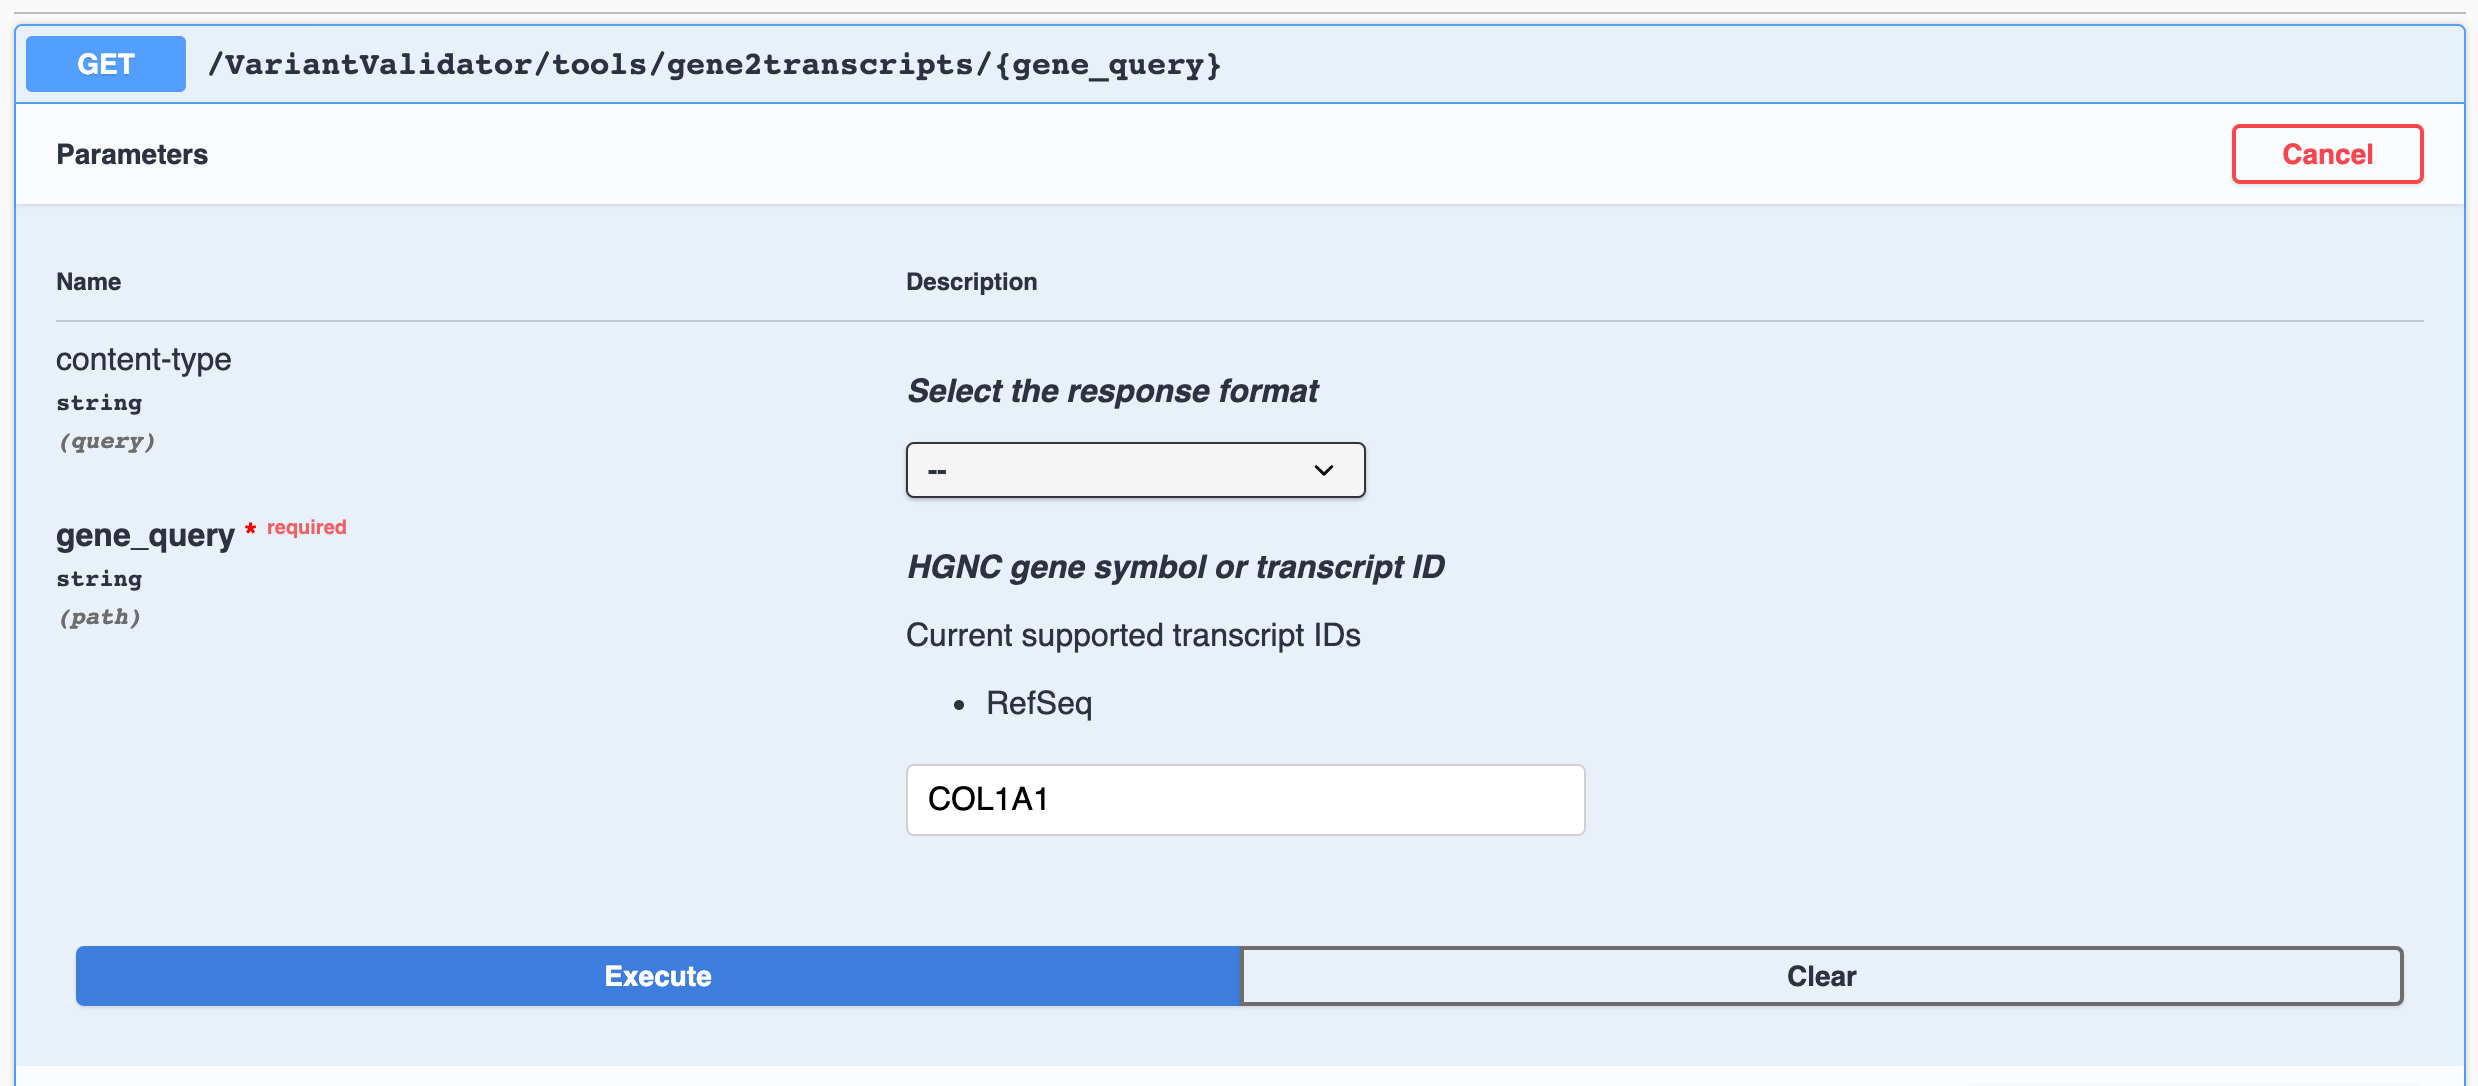 GET /VariantValidator/tools/gene2transcripts/{gene_query}
Parameters
Cancel
Name
Description
content-type
string
(query)
Select the response format
--
gene_query * required
string
(path)
HGNC gene symbol or transcript ID
Current supported transcript IDs
• RefSeq
COL1A1
Execute
Clear